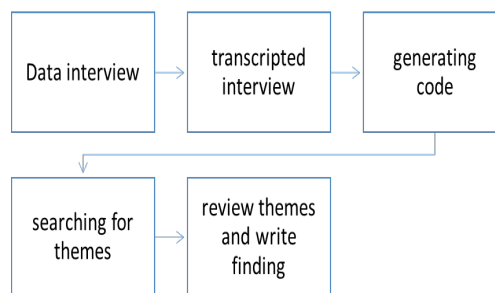 Data interview
transcripted
interview
generating
code
searching for
themes
review themes
and write
finding